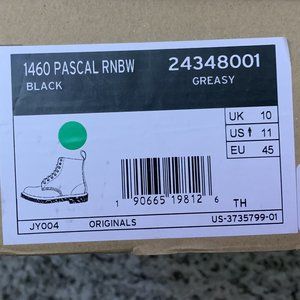 1460 PASCAL RNBW 24348001
BLACK GREASY
UK 10
US 11
EU 45
1 90665 19812 6
TH
JY004 ORIGINALS US-3735799-01